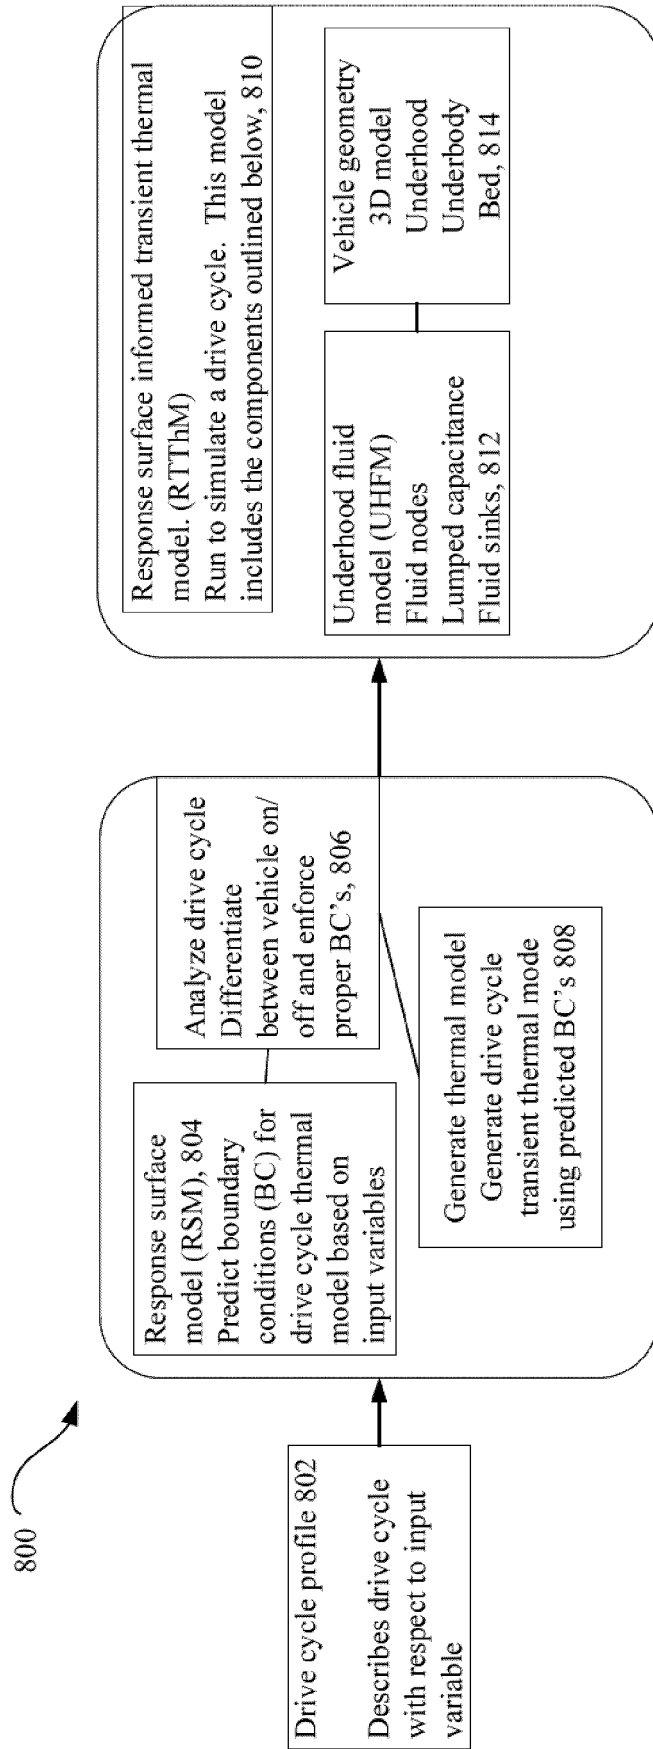 800
Drive cycle profile 802
Describes drive cycle
with respect to input
variable
Response surface
model (RSM), 804
Predict boundary
conditions (BC) for
drive cycle thermal
model based on
input variables
Analyze drive cycle
Differentiate
between vehicle on/
off and enforce
proper BC's, 806
Generate thermal model
Generate drive cycle
transient thermal mode
using predicted BC's 808
Response surface informed transient thermal
model. (RTThM)
Run to simulate a drive cycle. This model
includes the components outlined below, 810
Underhood fluid
model (UHFM)
Fluid nodes
Lumped capacitance
Fluid sinks, 812
Vehicle geometry
3D model
Underhood
Underbody
Bed, 814